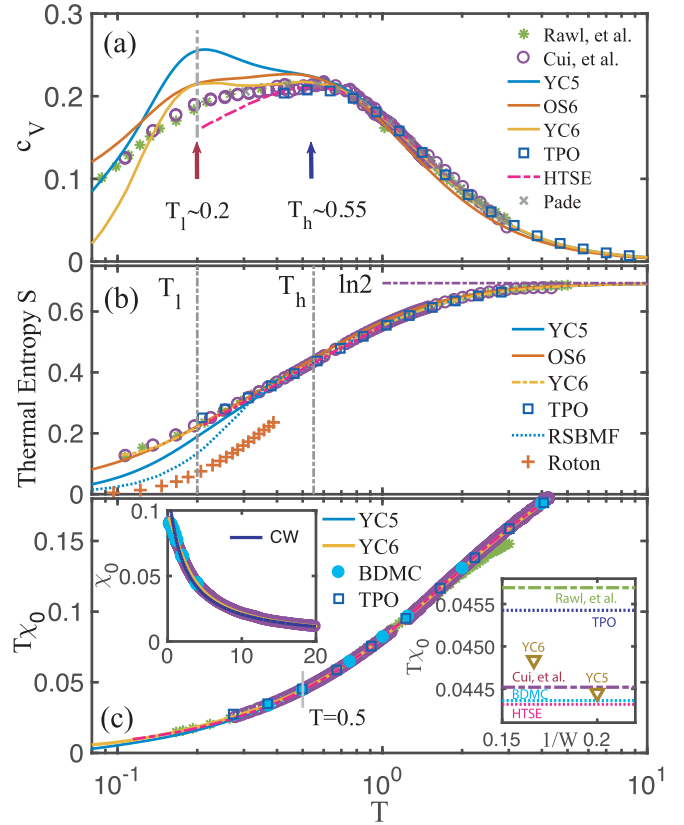 0.3
(a)
Rawl, et al.
Cui, et al.
YC5
OS6
YC6
TPO
HTSE
Pade
0.2
c_V
0.1
T_l~0.2
T_h~0.55
0
(b)
T_l
T_h
ln2
0.6
Thermal Entropy S
0.4
0.2
0
YC5
OS6
YC6
TPO
RSBMF
Roton
0.15
Tχ_0
0.1
0.05
0
0.1
χ_0
0.05
0
0
10
20
CW
YC5
YC6
BDMC
TPO
(c)
T=0.5
Tχ_0
0.0455
0.0450
0.0445
Rawl, et al.
TPO
YC6
Cui, et al.
YC5
BDMC
HTSE
0.15
1/W
0.2
10^-1
10^0
10^1
T